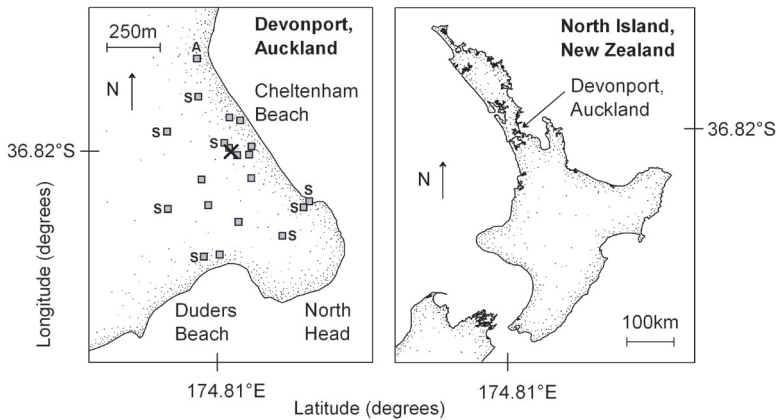 250m
Devonport,
Auckland
A
N
Cheltenham
Beach
S
S
36.82°S
S
S
S
S
S
Duders
Beach
North
Head
Longitude (degrees)
174.81°E
North Island,
New Zealand
Devonport,
Auckland
36.82°S
N
100km
174.81°E
Latitude (degrees)